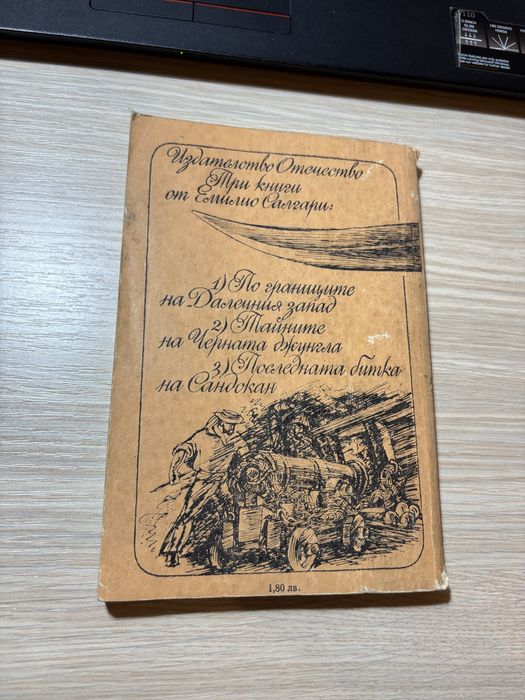 Издателство Отечество
Три книги
от Емилио Салгари:
1) По границите
на Далечния запад
2) Тайните
на Черната джунгла
3) Последната битка
на Сандокан
1,80 лв.